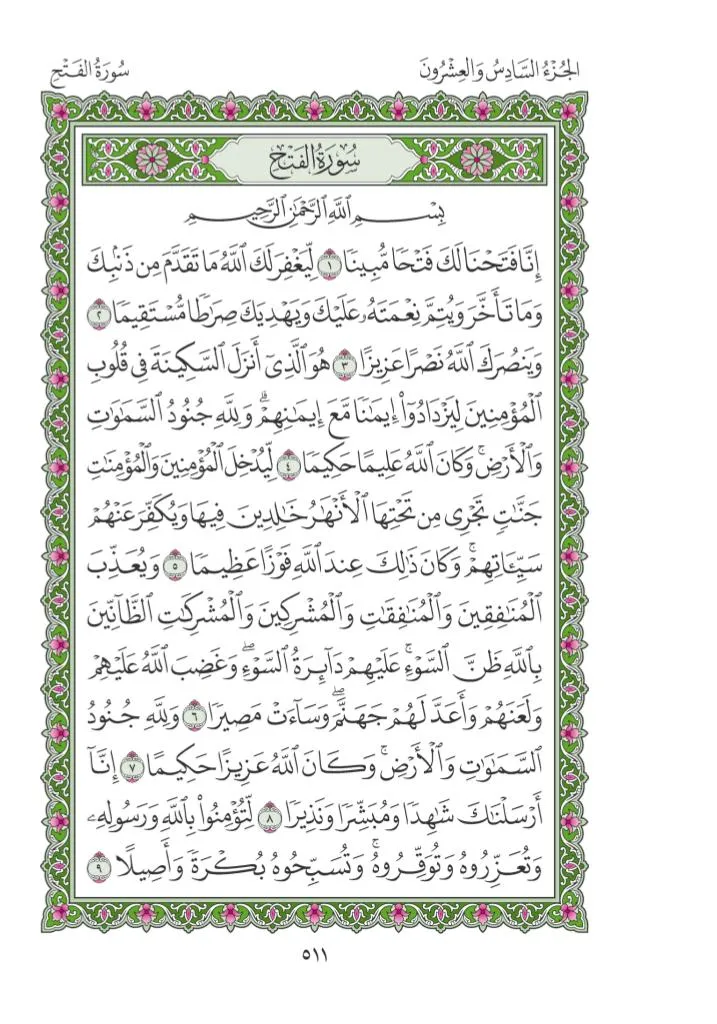 الجُزْءُ السَّادِسُ وَالعِشْرُونَ
سُورَةُ الفَتْحِ
سُورَةُ الفَتْحِ
بِسْمِ ٱللَّهِ ٱلرَّحْمَٰنِ ٱلرَّحِيمِ
إِنَّا فَتَحْنَا لَكَ فَتْحًا مُّبِينًا ١ لِّيَغْفِرَ لَكَ ٱللَّهُ مَا تَقَدَّمَ مِن ذَنۢبِكَ
وَمَا تَأَخَّرَ وَيُتِمَّ نِعْمَتَهُۥ عَلَيْكَ وَيَهْدِيَكَ صِرَٰطًا مُّسْتَقِيمًا ٢
وَيَنصُرَكَ ٱللَّهُ نَصْرًا عَزِيزًا ٣ هُوَ ٱلَّذِىٓ أَنزَلَ ٱلسَّكِينَةَ فِى قُلُوبِ
ٱلْمُؤْمِنِينَ لِيَزْدَادُوٓا۟ إِيمَٰنًا مَّعَ إِيمَٰنِهِمْ ۗ وَلِلَّهِ جُنُودُ ٱلسَّمَٰوَٰتِ
وَٱلْأَرْضِ ۚ وَكَانَ ٱللَّهُ عَلِيمًا حَكِيمًا ٤ لِّيُدْخِلَ ٱلْمُؤْمِنِينَ وَٱلْمُؤْمِنَٰتِ
جَنَّٰتٍ تَجْرِى مِن تَحْتِهَا ٱلْأَنْهَٰرُ خَٰلِدِينَ فِيهَا وَيُكَفِّرَ عَنْهُمْ
سَيِّـَٔاتِهِمْ ۚ وَكَانَ ذَٰلِكَ عِندَ ٱللَّهِ فَوْزًا عَظِيمًا ٥ وَيُعَذِّبَ
ٱلْمُنَٰفِقِينَ وَٱلْمُنَٰفِقَٰتِ وَٱلْمُشْرِكِينَ وَٱلْمُشْرِكَٰتِ ٱلظَّآنِّينَ
بِٱللَّهِ ظَنَّ ٱلسَّوْءِ ۚ عَلَيْهِمْ دَآئِرَةُ ٱلسَّوْءِ ۖ وَغَضِبَ ٱللَّهُ عَلَيْهِمْ
وَلَعَنَهُمْ وَأَعَدَّ لَهُمْ جَهَنَّمَ ۖ وَسَآءَتْ مَصِيرًا ٦ وَلِلَّهِ جُنُودُ
ٱلسَّمَٰوَٰتِ وَٱلْأَرْضِ ۚ وَكَانَ ٱللَّهُ عَزِيزًا حَكِيمًا ٧ إِنَّآ
أَرْسَلْنَٰكَ شَٰهِدًا وَمُبَشِّرًا وَنَذِيرًا ٨ لِّتُؤْمِنُوا۟ بِٱللَّهِ وَرَسُولِهِۦ
وَتُعَزِّرُوهُ وَتُوَقِّرُوهُ ۚ وَتُسَبِّحُوهُ بُكْرَةً وَأَصِيلًا ٩
٥١١